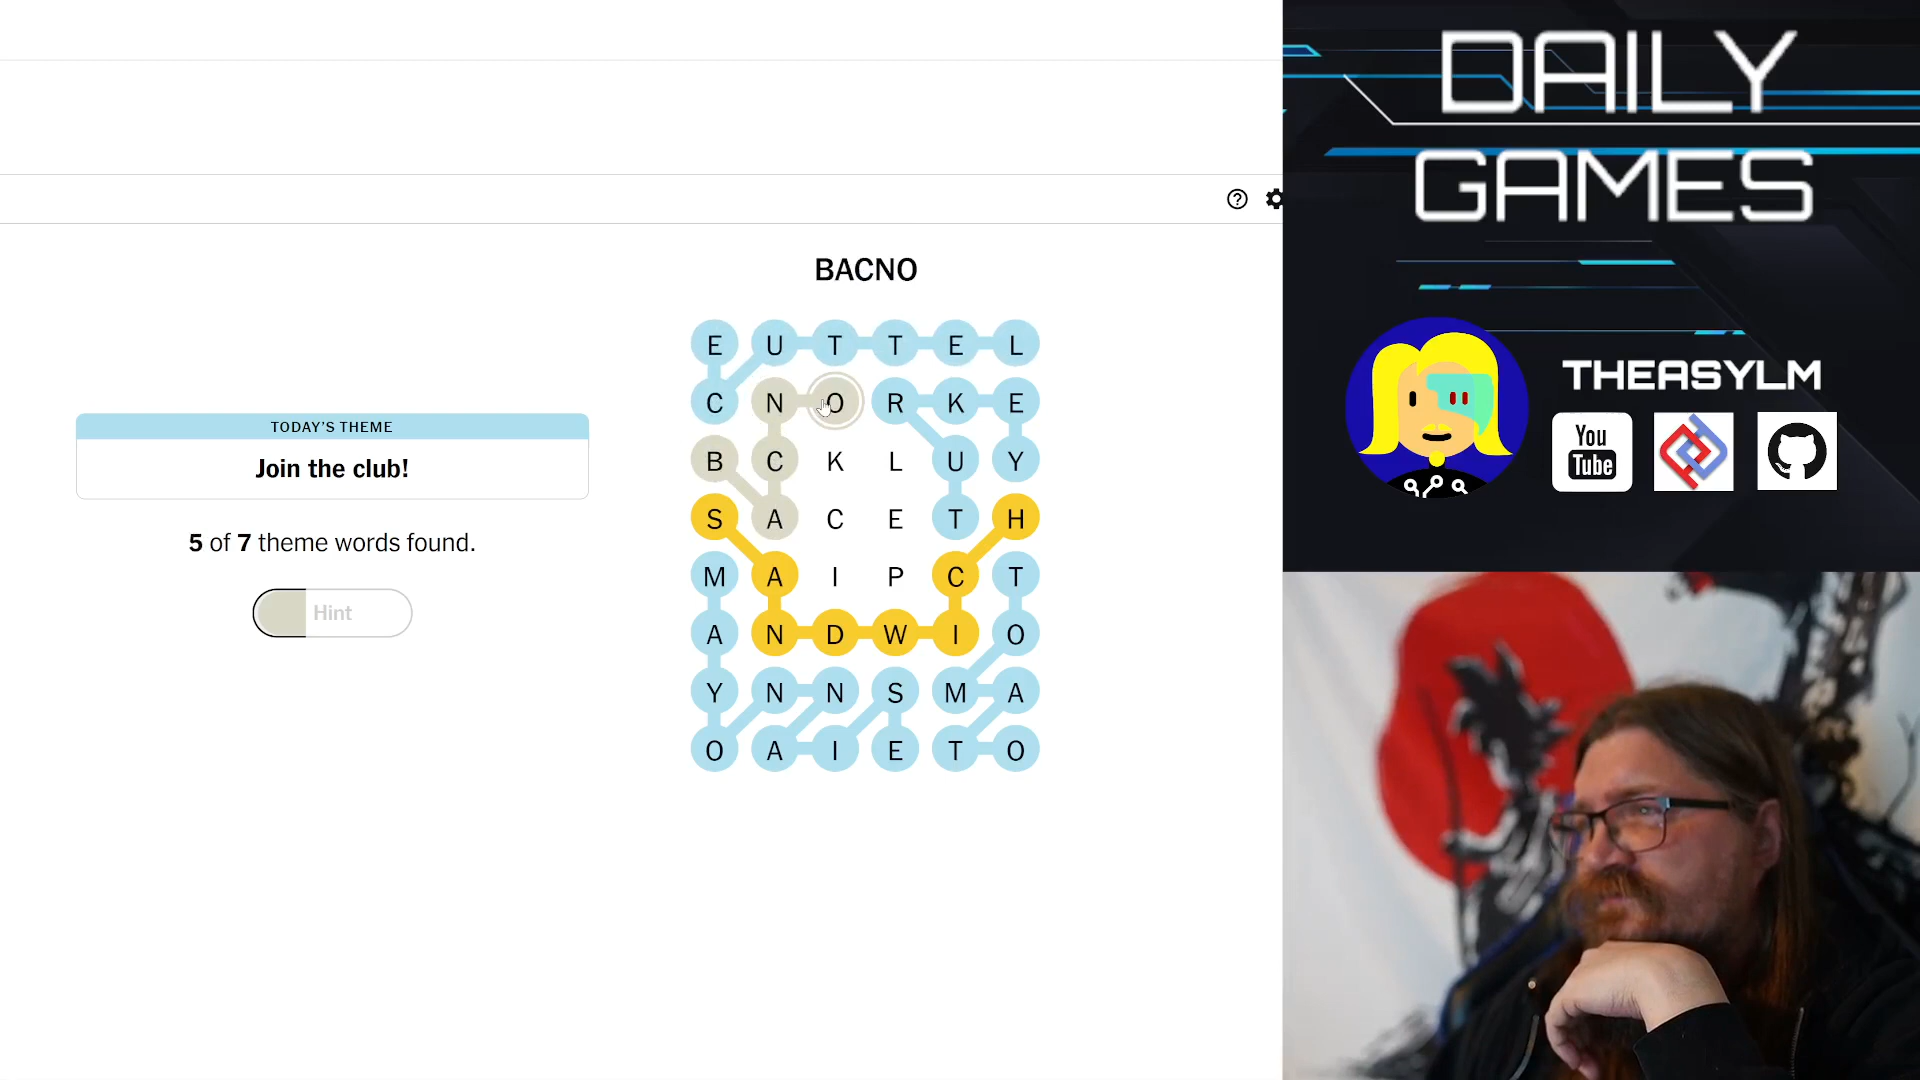 DAILY
GAMES
THEASYLM
You
Tube
BACNO
TODAY'S THEME
Join the club!
5 of 7 theme words found.
Hint
E U T T E L
C N O R K E
B C K L U Y
S A C E T H
M A I P C T
A N D W I O
Y N N S M A
O A I E T O